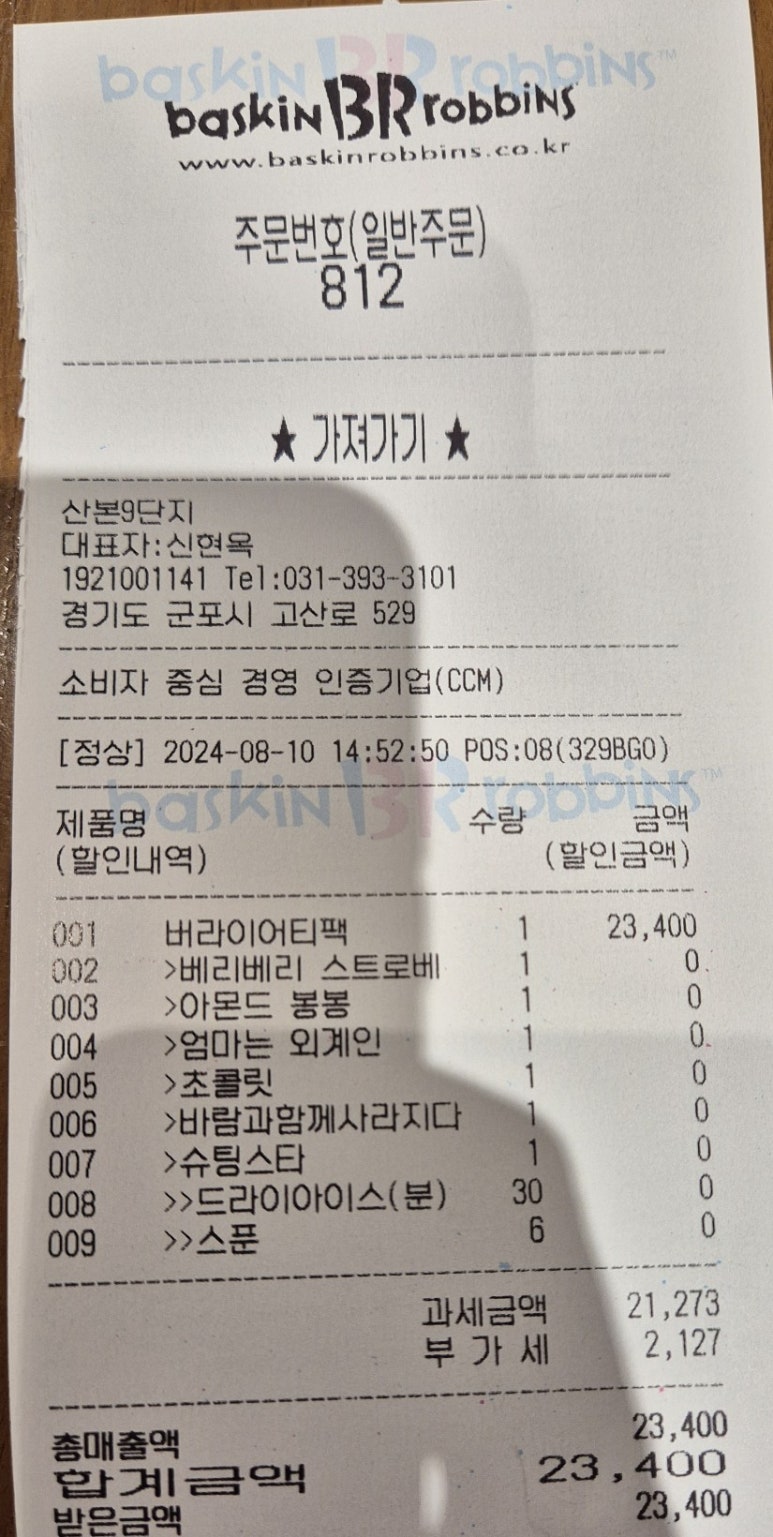 baskin BR robbins
baskin BR robbins
www.baskinrobbins.co.kr
주문번호(일반주문)
812
★ 가져가기 ★
산본9단지
대표자:신현옥
1921001141 Tel:031-393-3101
경기도 군포시 고산로 529
소비자 중심 경영 인증기업(CCM)
[정상] 2024-08-10 14:52:50 POS:08(329BG0)
baskin BR robbins
제품명 수량 금액
(할인내역) (할인금액)
001 버라이어티팩 1 23,400
002 >베리베리 스트로베 1 0
003 >아몬드 봉봉 1 0
004 >엄마는 외계인 1 0
005 >초콜릿 1 0
006 >바람과함께사라지다 1 0
007 >슈팅스타 1 0
008 >>드라이아이스(분) 30 0
009 >>스푼 6 0
과세금액 21,273
부 가 세 2,127
총매출액 23,400
합계금액 23,400
받은금액 23,400